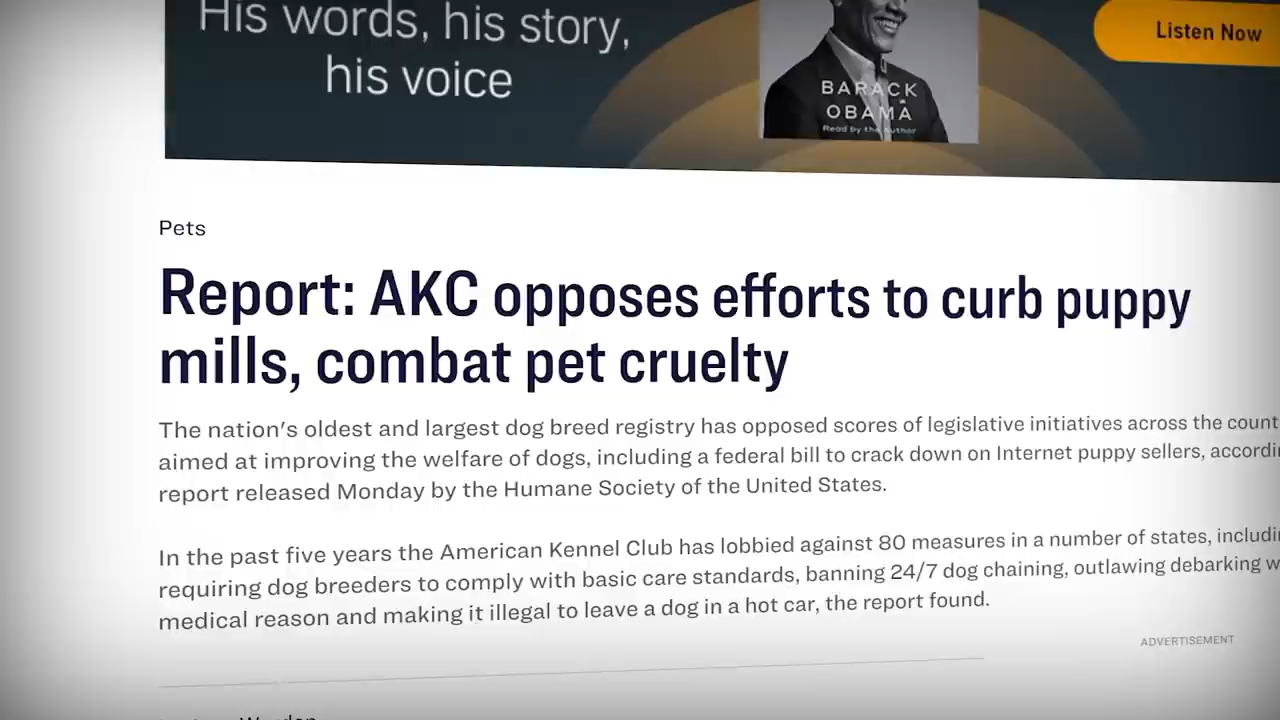 His words, his story,
his voice
Listen Now
BARACK
OBAMA
Read by the Author
Pets
Report: AKC opposes efforts to curb puppy
mills, combat pet cruelty
The nation's oldest and largest dog breed registry has opposed scores of legislative initiatives across the
aimed at improving the welfare of dogs, including a federal bill to crack down on Internet puppy sellers,
report released Monday by the Humane Society of the United States.
In the past five years the American Kennel Club has lobbied against 80 measures in a number of states,
requiring dog breeders to comply with basic care standards, banning 24/7 dog chaining, outlawing debarking
medical reason and making it illegal to leave a dog in a hot car, the report found.
ADVERTISEMENT